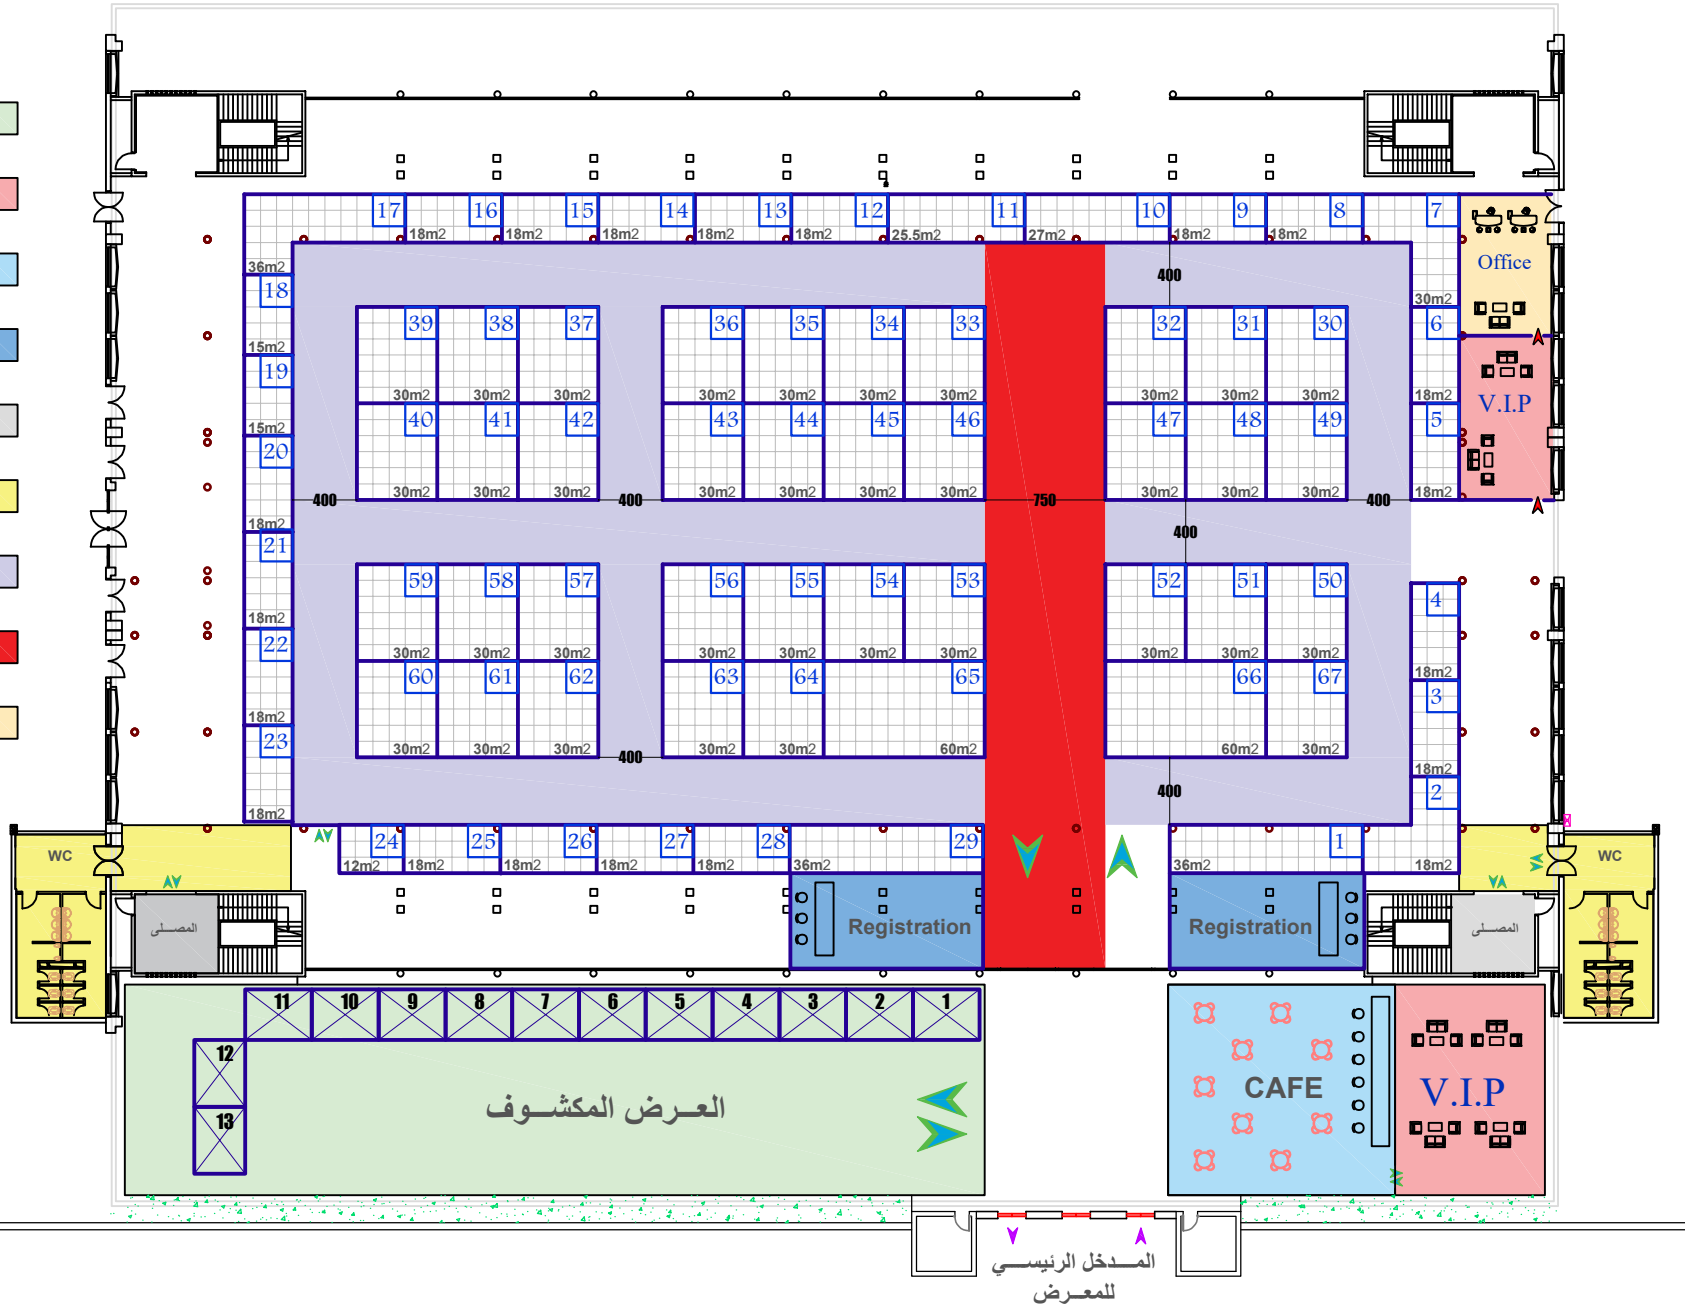 17 16 15 14 13 12 11 10 9 8 7
18m2 18m2 18m2 18m2 18m2 25.5m2 27m2 18m2 18m2
36m2
Office
400
18
30m2
39 38 37 36 35 34 33 32 31 30 6
15m2
19
30m2 30m2 30m2 30m2 30m2 30m2 30m2 30m2 30m2 30m2 18m2
V.I.P
40 41 42 43 44 45 46 47 48 49 5
15m2
20
30m2 30m2 30m2 30m2 30m2 30m2 30m2 30m2 30m2 30m2 18m2
400 400 750 400
18m2
400
21
59 58 57 56 55 54 53 52 51 50
4
18m2
22
30m2 30m2 30m2 30m2 30m2 30m2 30m2 30m2 30m2 30m2
18m2
60 61 62 63 64 65 66 67
3
18m2
23
30m2 30m2 30m2 30m2 30m2 60m2 60m2 30m2
400
18m2
400
2
18m2
24 25 26 27 28 29 1
12m2 18m2 18m2 18m2 18m2 36m2 36m2 18m2
WC WC
المصــلى Registration Registration المصــلى
11 10 9 8 7 6 5 4 3 2 1
12
13
العــرض المكشــوف
CAFE
V.I.P
المــدخل الرئيســـي
للمعــرض